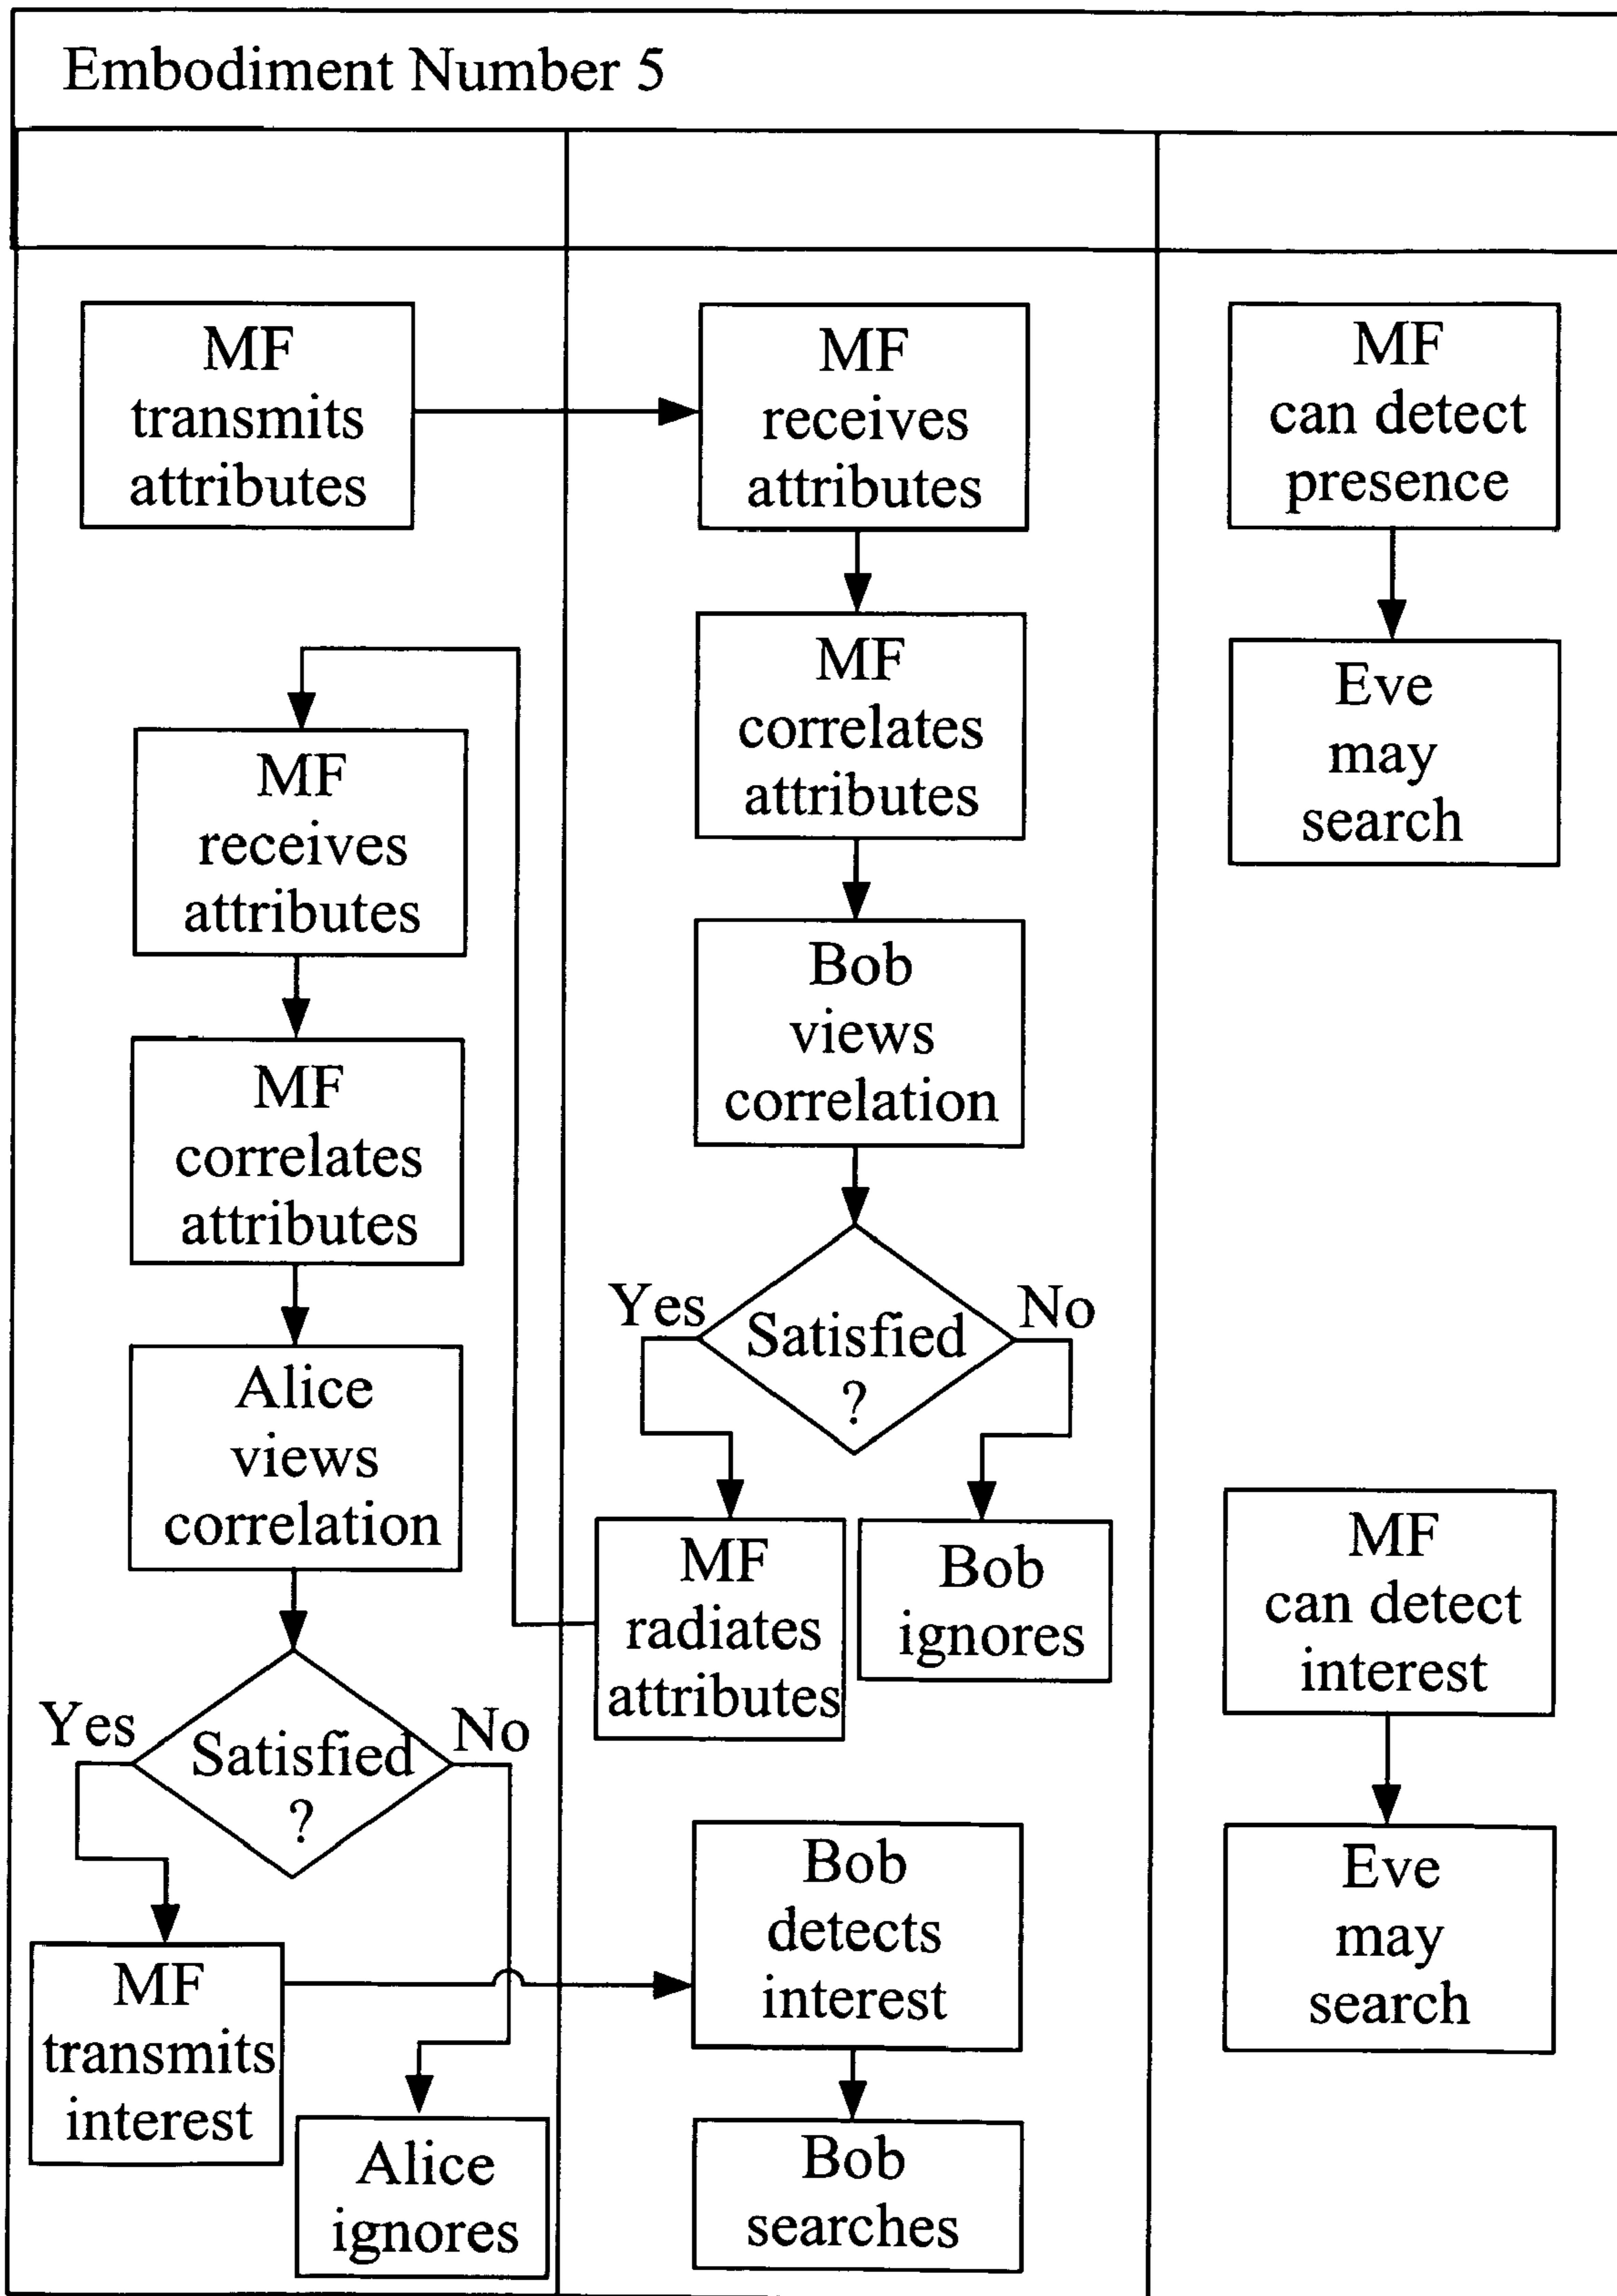 Embodiment Number 5
MF
transmits
attributes
MF
receives
attributes
MF
correlates
attributes
Alice
views
correlation
Satisfied
?
Yes
No
MF
transmits
interest
Alice
ignores
MF
receives
attributes
MF
correlates
attributes
Bob
views
correlation
Satisfied
?
Yes
No
MF
radiates
attributes
Bob
ignores
Bob
detects
interest
Bob
searches
MF
can detect
presence
Eve
may
search
MF
can detect
interest
Eve
may
search